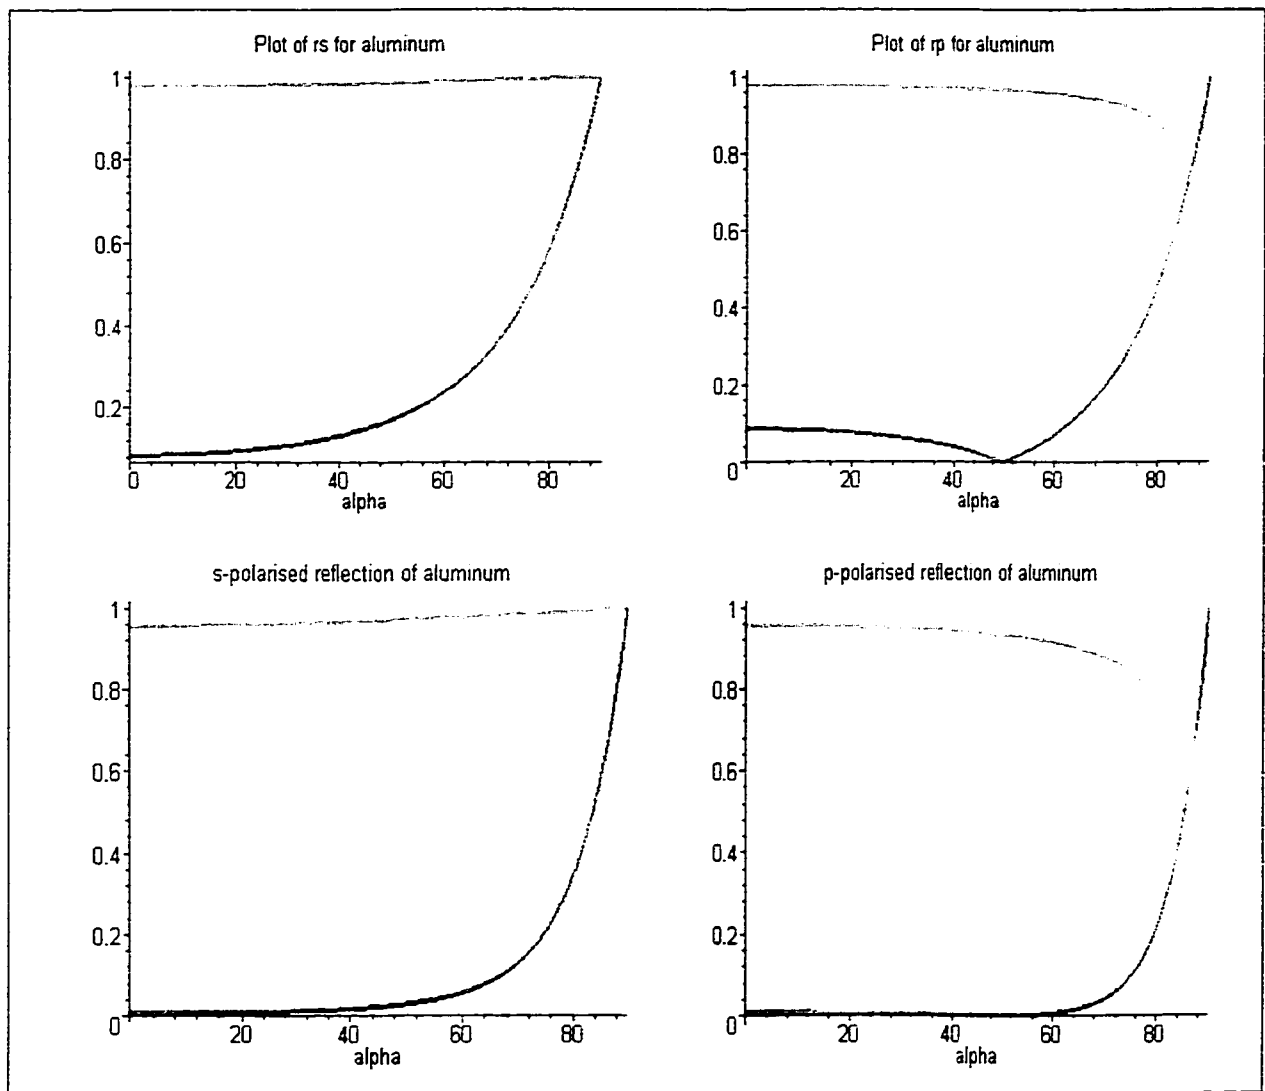 Plot of rs for aluminum
1
0.8
0.6
0.4
0.2
0 20 40 60 80
alpha
Plot of rp for aluminum
1
0.8
0.6
0.4
0.2
0
20 40 60 80
alpha
s-polarised reflection of aluminum
1
0.8
0.6
0.4
0.2
0
20 40 60 80
alpha
p-polarised reflection of aluminum
1
0.8
0.6
0.4
0.2
0
20 40 60 80
alpha